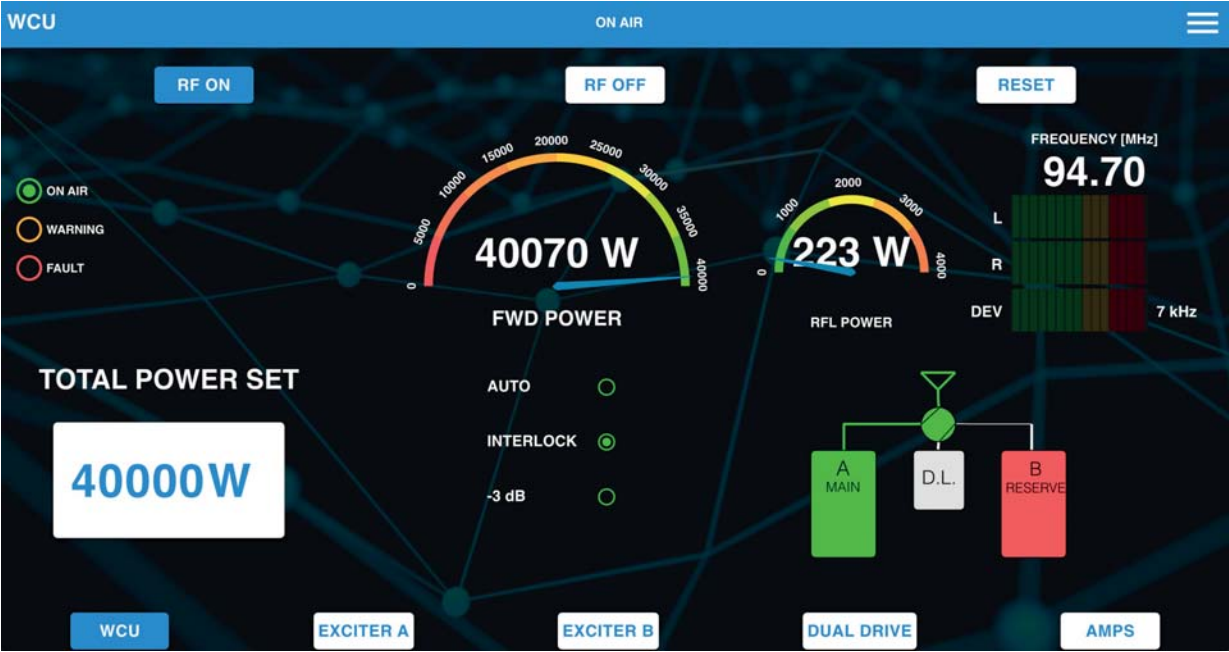 WCU
ON AIR
RF ON
RF OFF
RESET
ON AIR
WARNING
FAULT
0
5000
10000
15000
20000
25000
30000
35000
40000
40070 W
FWD POWER
0
1000
2000
3000
4000
223 W
RFL POWER
FREQUENCY [MHz]
94.70
L
R
DEV
7 kHz
TOTAL POWER SET
40000 W
AUTO
INTERLOCK
-3 dB
A
MAIN
D.L.
B
RESERVE
WCU
EXCITER A
EXCITER B
DUAL DRIVE
AMPS